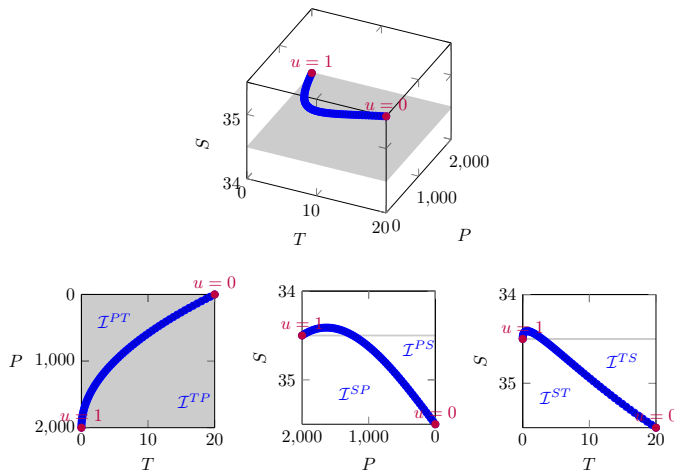 u = 1
u = 0
35
34
S
0
10
20
T
0
1,000
2,000
P
0
1,000
2,000
P
u = 0
u = 1
𝓘^{PT}
𝓘^{TP}
0
10
20
T
34
35
S
u = 1
u = 0
𝓘^{PS}
𝓘^{SP}
2,000
1,000
0
P
34
35
S
u = 1
u = 0
𝓘^{TS}
𝓘^{ST}
0
10
20
T